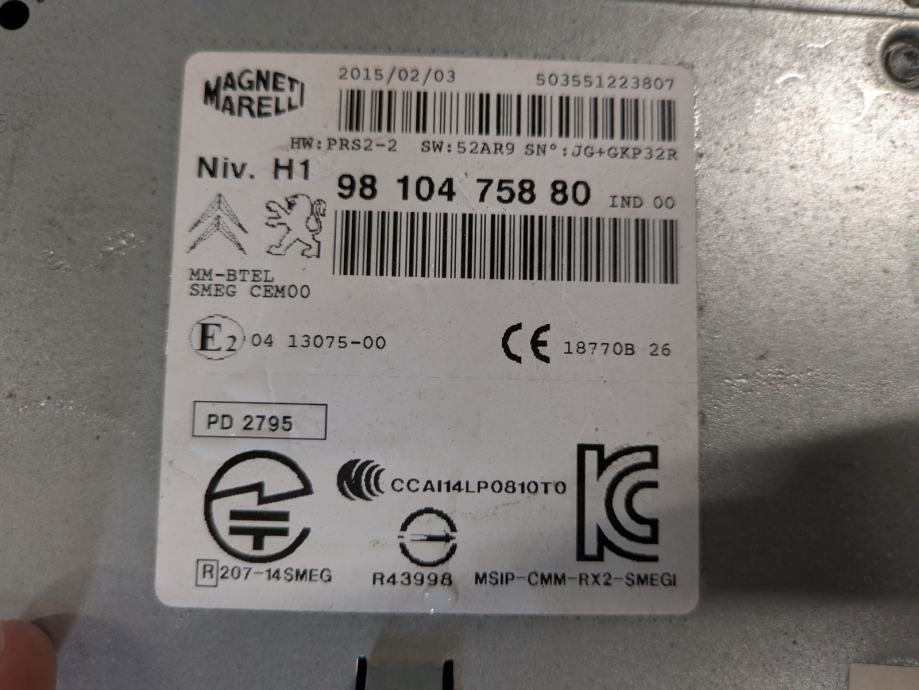 MAGNETI MARELLI
2015/02/03 503551223807
HW:PRS2-2 SW:52AR9 SN°:JG+GKP32R
Niv. H1
98 104 758 80 IND 00
MM-BTEL
SMEG CEM00
E2 04 13075-00
CE 18770B 26
PD 2795
CCAI14LP0810T0
R 207-14SMEG
R43998
MSIP-CMM-RX2-SMEGI